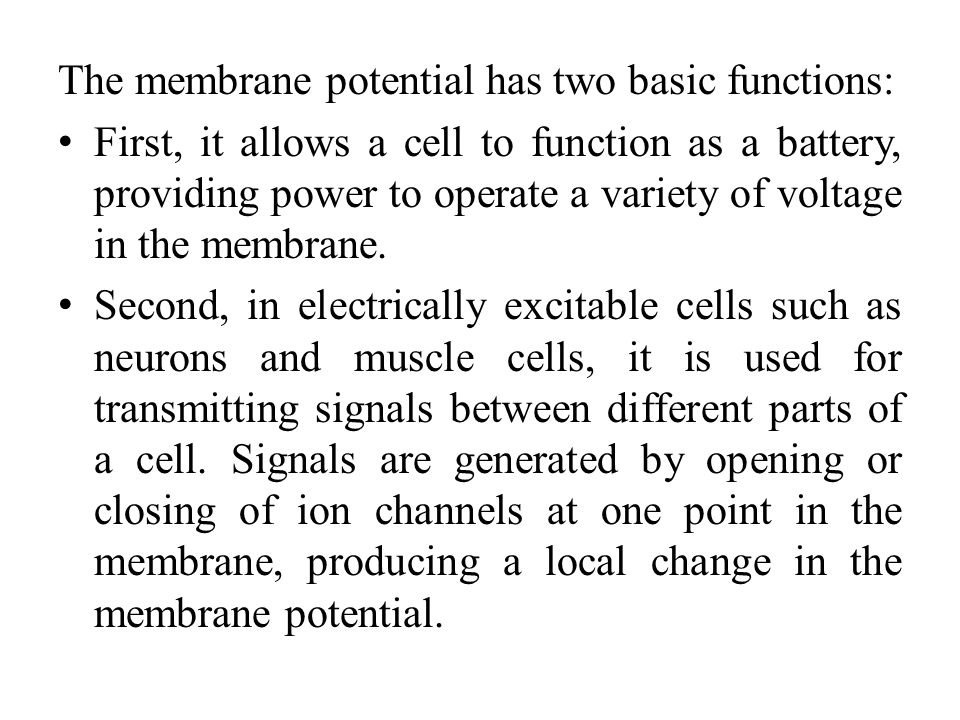 The membrane potential has two basic functions:
• First, it allows a cell to function as a battery,
providing power to operate a variety of voltage
in the membrane.
• Second, in electrically excitable cells such as
neurons and muscle cells, it is used for
transmitting signals between different parts of
a cell. Signals are generated by opening or
closing of ion channels at one point in the
membrane, producing a local change in the
membrane potential.